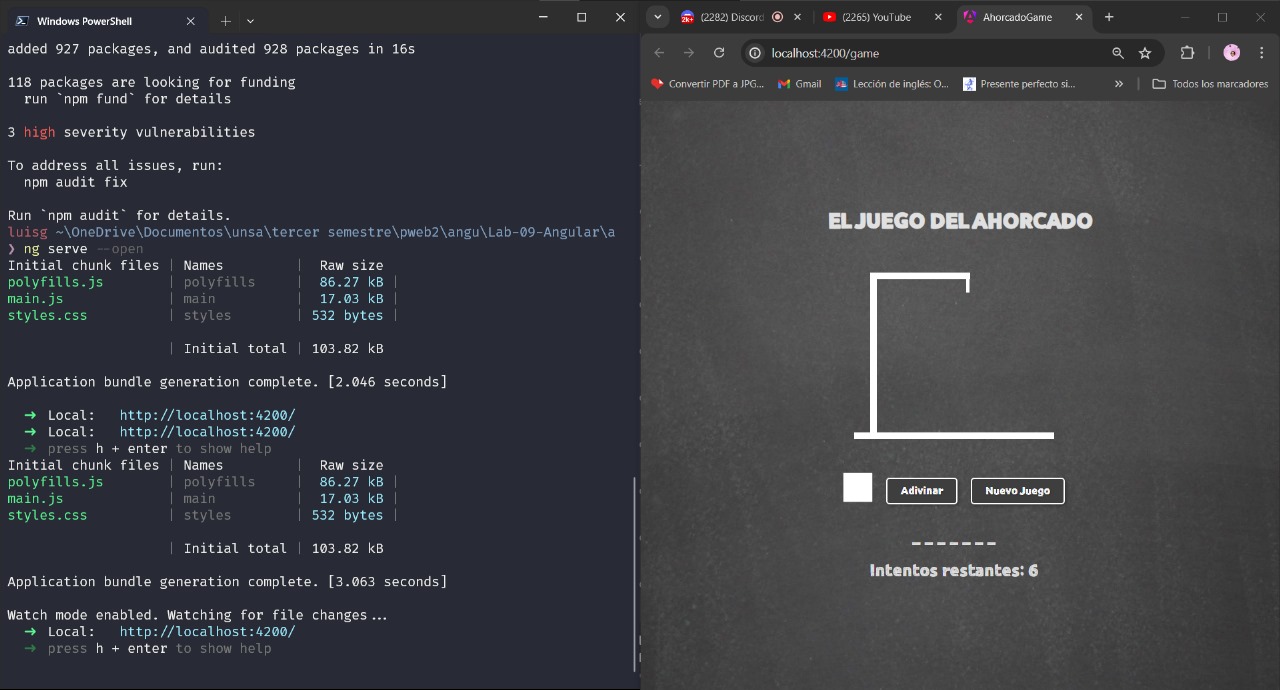 Windows PowerShell
added 927 packages, and audited 928 packages in 16s
118 packages are looking for funding
run `npm fund` for details
3 high severity vulnerabilities
To address all issues, run:
npm audit fix
Run `npm audit` for details.
luisg ~\OneDrive\Documentos\unsa\tercer semestre\pweb2\angu\Lab-09-Angular\a
❯ ng serve --open
Initial chunk files | Names | Raw size
polyfills.js | polyfills | 86.27 kB |
main.js | main | 17.03 kB |
styles.css | styles | 532 bytes |
| Initial total | 103.82 kB
Application bundle generation complete. [2.046 seconds]
➜ Local: http://localhost:4200/
➜ Local: http://localhost:4200/
➜ press h + enter to show help
Initial chunk files | Names | Raw size
polyfills.js | polyfills | 86.27 kB |
main.js | main | 17.03 kB |
styles.css | styles | 532 bytes |
| Initial total | 103.82 kB
Application bundle generation complete. [3.063 seconds]
Watch mode enabled. Watching for file changes...
➜ Local: http://localhost:4200/
➜ press h + enter to show help
2K+ (2282) Discord (2265) YouTube AhorcadoGame
localhost:4200/game
Convertir PDF a JPG... Gmail Lección de inglés: O... Presente perfecto si... » Todos los marcadores
EL JUEGO DEL AHORCADO
Adivinar Nuevo Juego
_ _ _ _ _ _ _
Intentos restantes: 6